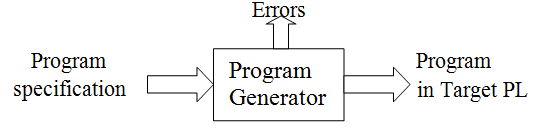 Errors
Program
specification
Program
Generator
Program
in Target PL